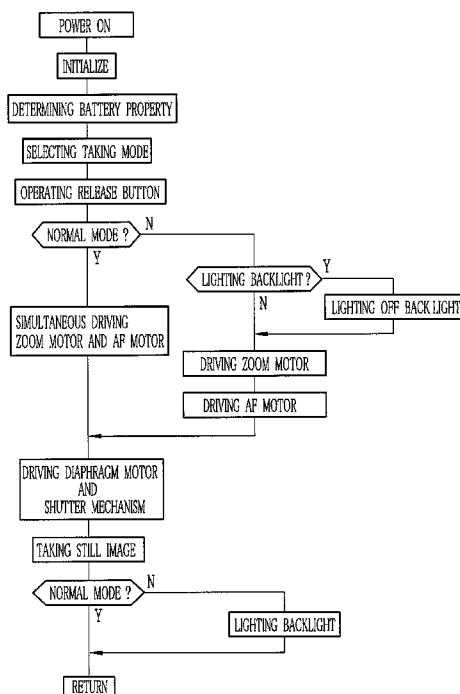 POWER ON
INITIALIZE
DETERMINING BATTERY PROPERTY
SELECTING TAKING MODE
OPERATING RELEASE BUTTON
NORMAL MODE ?
N
Y
LIGHTING BACKLIGHT ?
Y
N
LIGHTING OFF BACK LIGHT
SIMULTANEOUS DRIVING
ZOOM MOTOR AND AF MOTOR
DRIVING ZOOM MOTOR
DRIVING AF MOTOR
DRIVING DIAPHRAGM MOTOR
AND
SHUTTER MECHANISM
TAKING STILL IMAGE
NORMAL MODE ?
N
Y
LIGHTING BACKLIGHT
RETURN